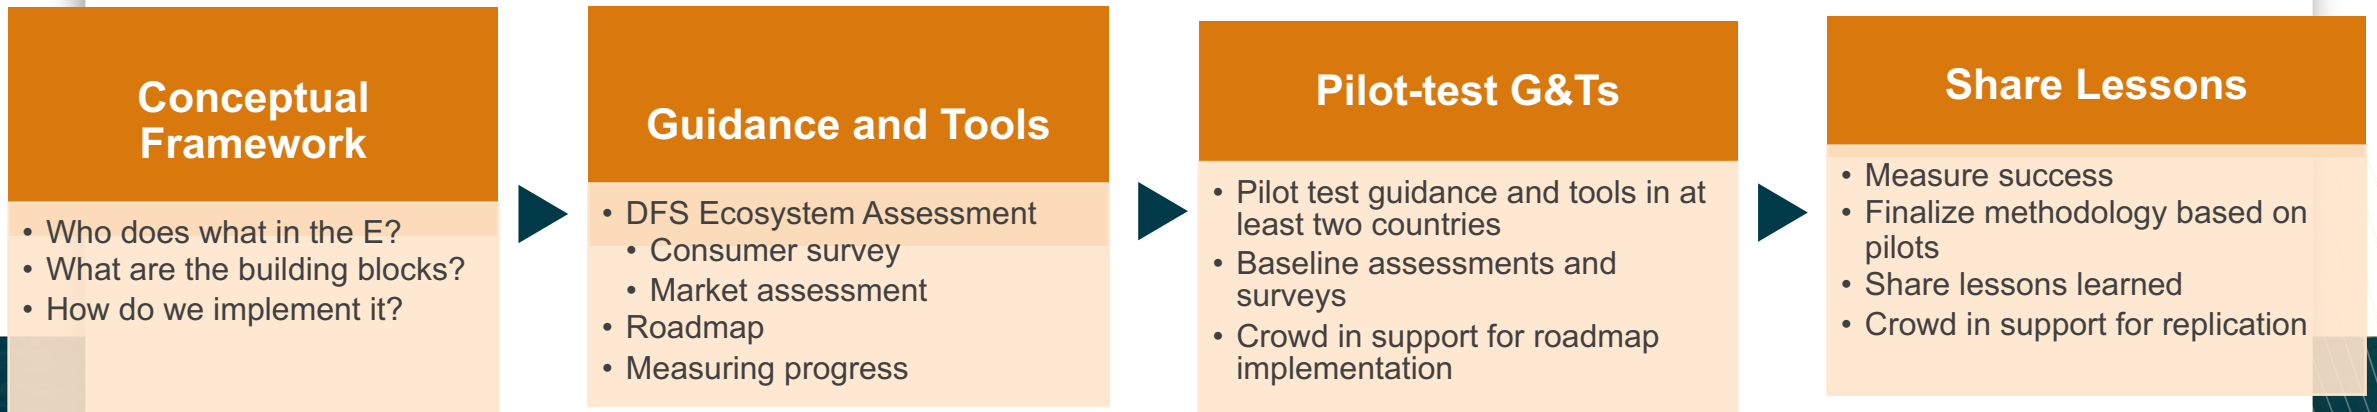 Conceptual
Framework
• Who does what in the E?
• What are the building blocks?
• How do we implement it?
Guidance and Tools
• DFS Ecosystem Assessment
• Consumer survey
• Market assessment
• Roadmap
• Measuring progress
Pilot-test G&Ts
• Pilot test guidance and tools in at
least two countries
• Baseline assessments and
surveys
• Crowd in support for roadmap
implementation
Share Lessons
• Measure success
• Finalize methodology based on
pilots
• Share lessons learned
• Crowd in support for replication